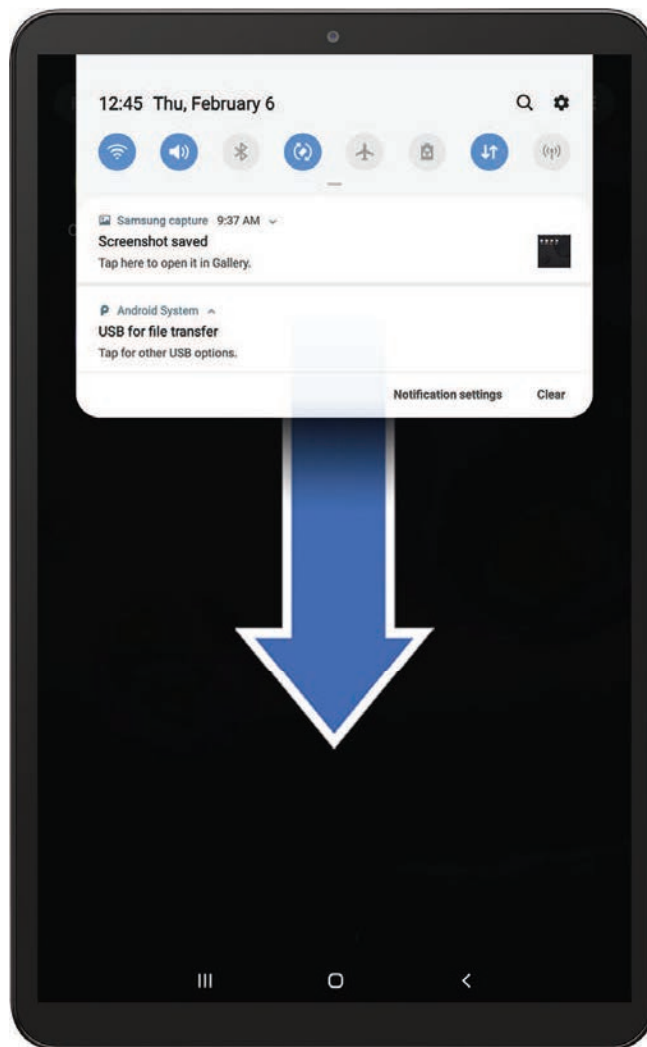 12:45 Thu, February 6
Samsung capture 9:37 AM
Screenshot saved
Tap here to open it in Gallery.
Android System
USB for file transfer
Tap for other USB options.
Notification settings Clear